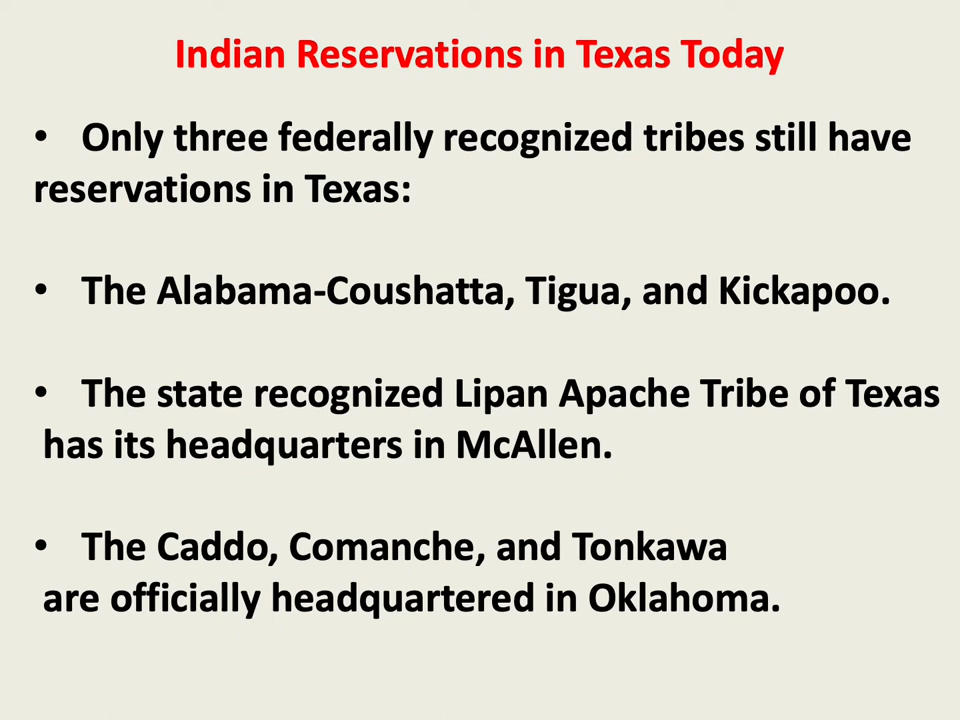 Indian Reservations in Texas Today
• Only three federally recognized tribes still have
reservations in Texas:
• The Alabama-Coushatta, Tigua, and Kickapoo.
• The state recognized Lipan Apache Tribe of Texas
has its headquarters in McAllen.
• The Caddo, Comanche, and Tonkawa
are officially headquartered in Oklahoma.